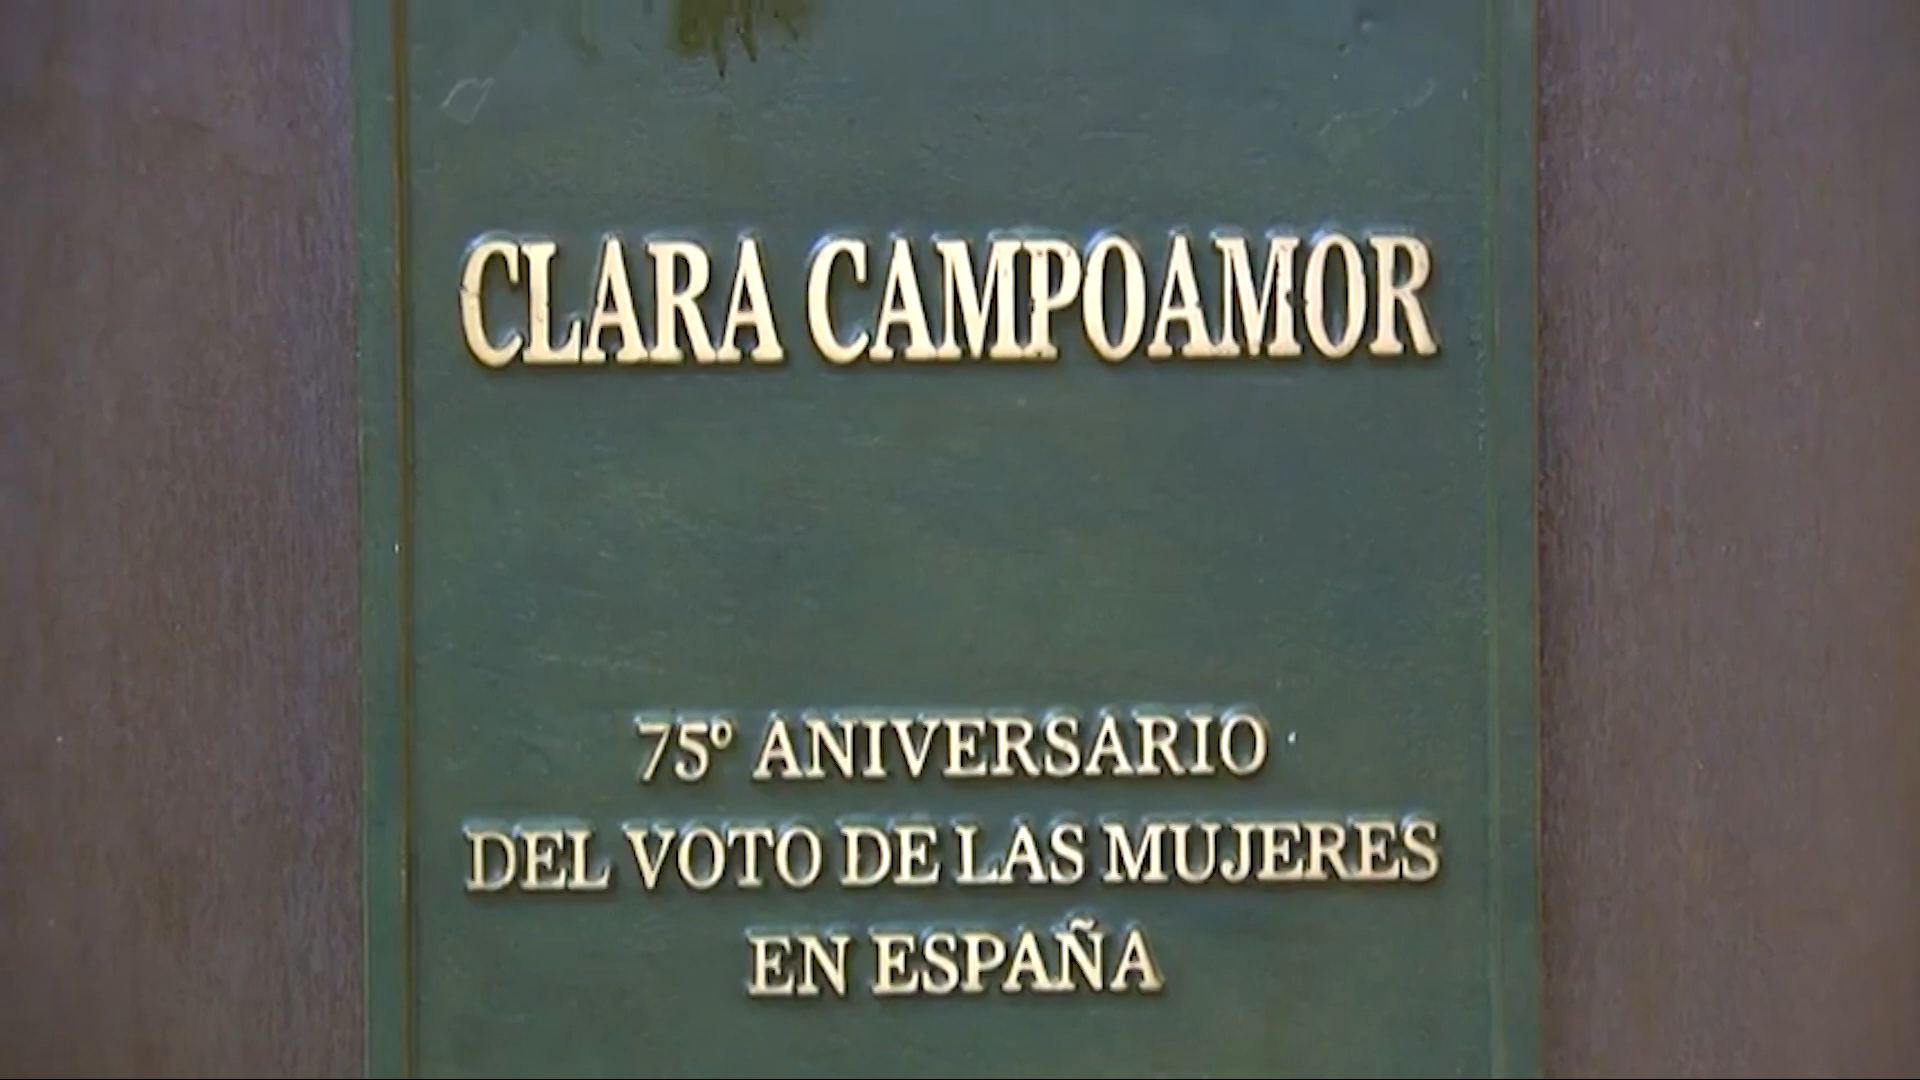 CLARA CAMPOAMOR
75º ANIVERSARIO
DEL VOTO DE LAS MUJERES
EN ESPAÑA